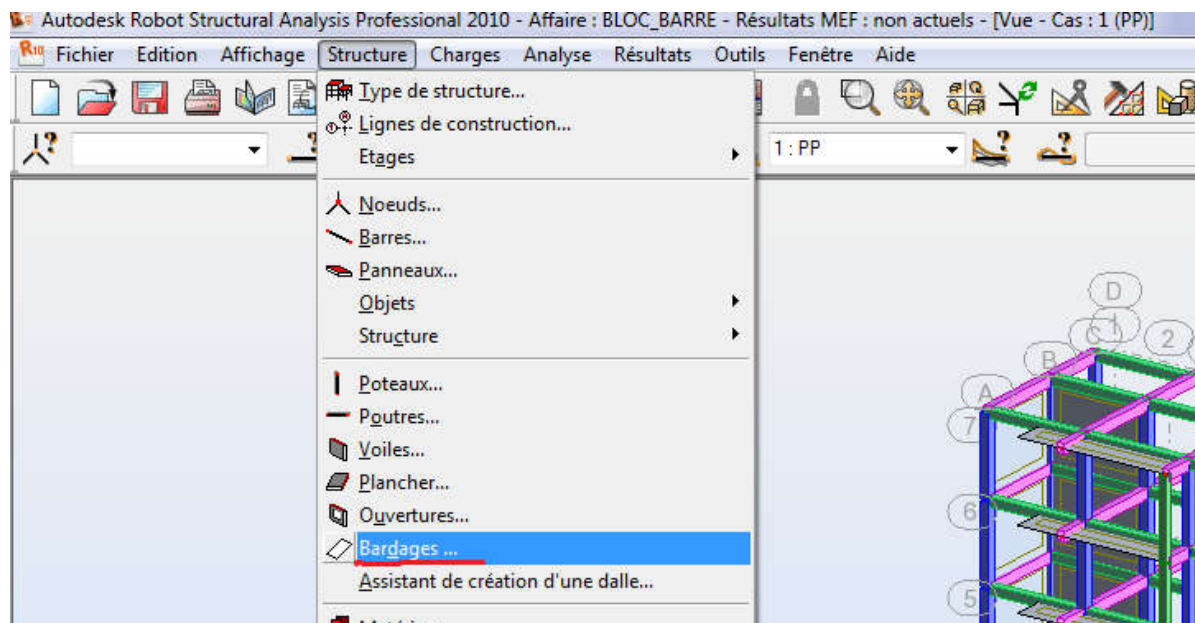 Autodesk Robot Structural Analysis Professional 2010 - Affaire : BLOC_BARRE - Résultats MEF : non actuels - [Vue - Cas : 1 (PP)]
R10 Fichier Edition Affichage Structure Charges Analyse Résultats Outils Fenêtre Aide
Type de structure...
Lignes de construction...
Etages
1 : PP
Noeuds...
Barres...
Panneaux...
Objets
Structure
Poteaux...
Poutres...
Voiles...
Plancher...
Ouvertures...
Bardages ...
Assistant de création d'une dalle...
D
1
C
2
B
A
7
6
5